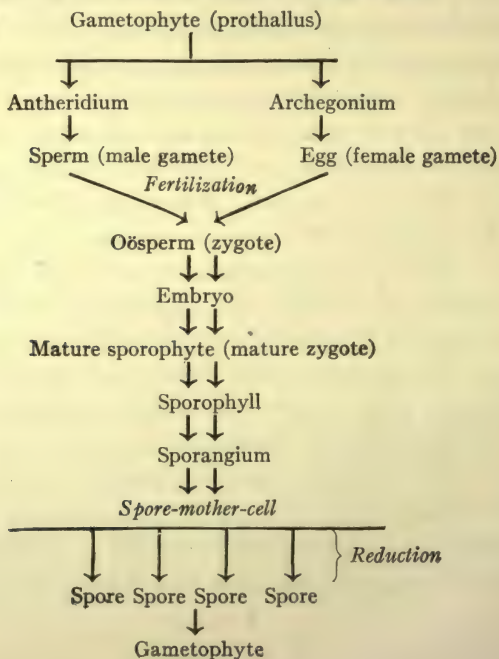 Gametophyte (prothallus)
Antheridium Archegonium
Sperm (male gamete) Egg (female gamete)
Fertilization
Oösperm (zygote)
Embryo
Mature sporophyte (mature zygote)
Sporophyll
Sporangium
Spore-mother-cell
Reduction
Spore Spore Spore Spore
Gametophyte